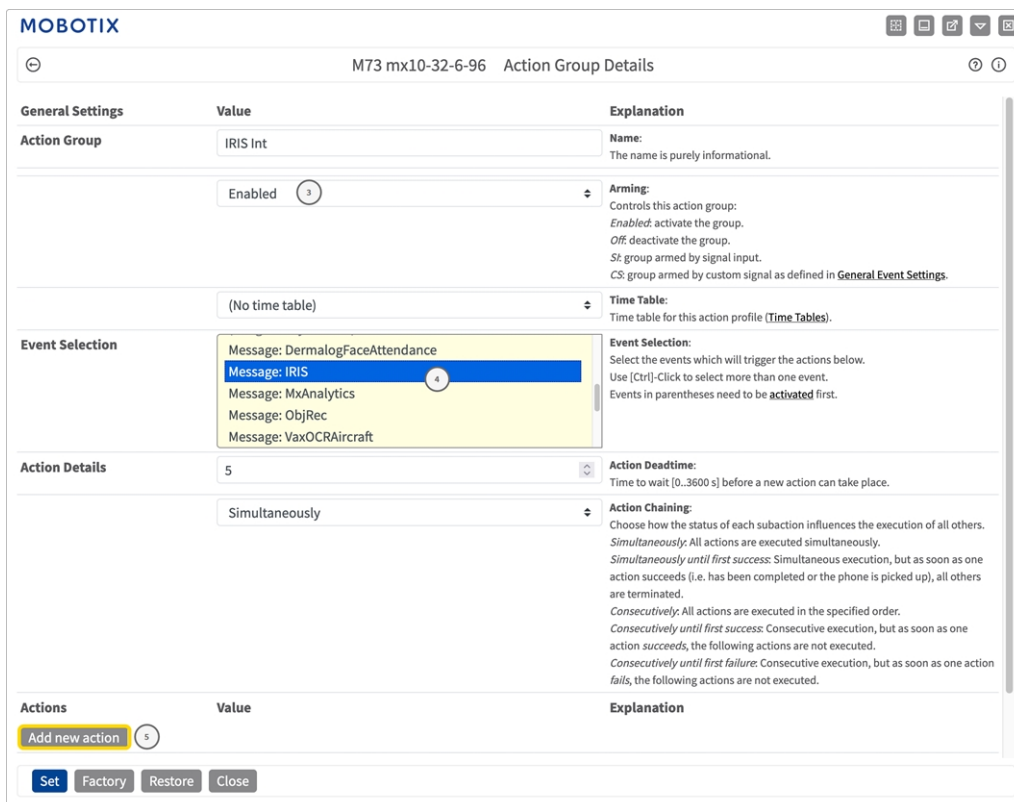 MOBOTIX
M73 mx10-32-6-96 Action Group Details
General Settings Value Explanation
Action Group
IRIS Int
Name:
The name is purely informational.
Enabled 3
Arming:
Controls this action group:
Enabled: activate the group.
Off: deactivate the group.
SI: group armed by signal input.
CS: group armed by custom signal as defined in General Event Settings.
(No time table)
Time Table:
Time table for this action profile (Time Tables).
Event Selection
Message: DermalogFaceAttendance
Message: IRIS 4
Message: MxAnalytics
Message: ObjRec
Message: VaxOCRAircraft
Event Selection:
Select the events which will trigger the actions below.
Use [Ctrl]-Click to select more than one event.
Events in parentheses need to be activated first.
Action Details
5
Action Deadtime:
Time to wait [0..3600 s] before a new action can take place.
Simultaneously
Action Chaining:
Choose how the status of each subaction influences the execution of all others.
Simultaneously: All actions are executed simultaneously.
Simultaneously until first success: Simultaneous execution, but as soon as one
action succeeds (i.e. has been completed or the phone is picked up), all others
are terminated.
Consecutively: All actions are executed in the specified order.
Consecutively until first success: Consecutive execution, but as soon as one
action succeeds, the following actions are not executed.
Consecutively until first failure: Consecutive execution, but as soon as one action
fails, the following actions are not executed.
Actions Value Explanation
Add new action 5
Set Factory Restore Close